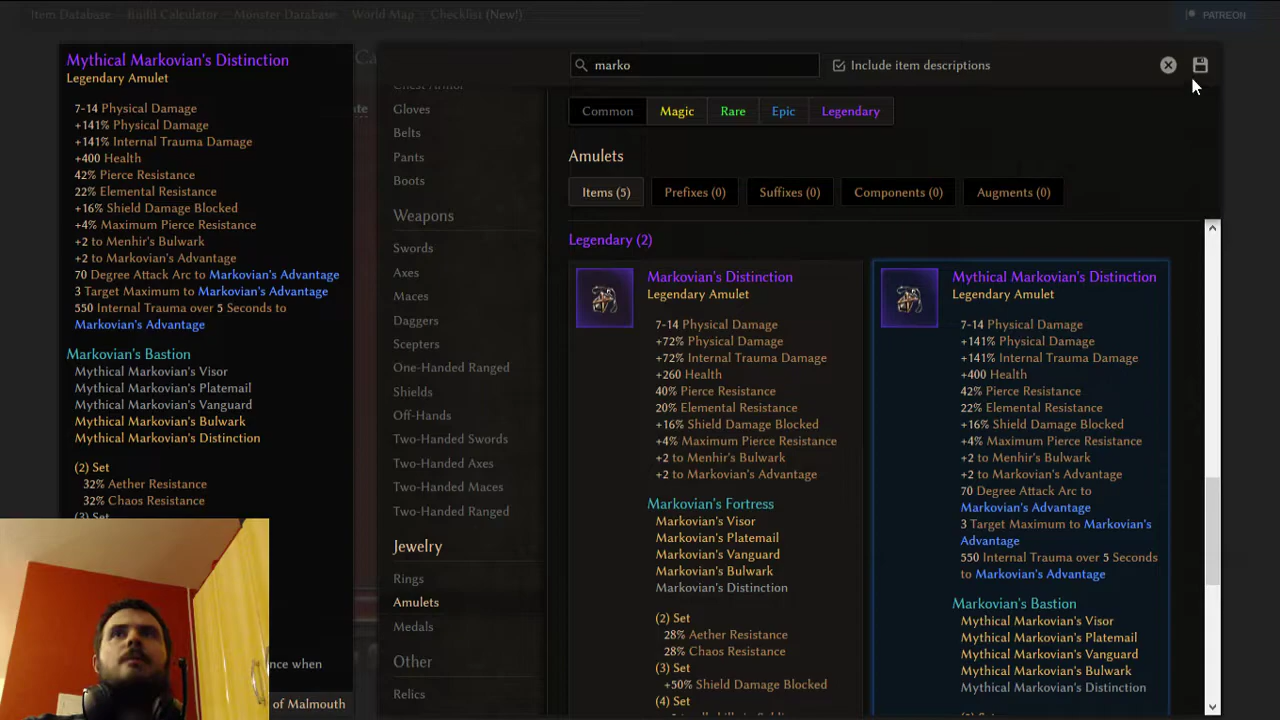 Item Database
Build Calculator
Monster Database
World Map
Checklist (New!)
PATREON
Mythical Markovian's Distinction
Legendary Amulet
7-14 Physical Damage
+141% Physical Damage
+141% Internal Trauma Damage
+400 Health
42% Pierce Resistance
22% Elemental Resistance
+16% Shield Damage Blocked
+4% Maximum Pierce Resistance
+2 to Menhir's Bulwark
+2 to Markovian's Advantage
70 Degree Attack Arc to Markovian's Advantage
3 Target Maximum to Markovian's Advantage
550 Internal Trauma over 5 Seconds to
Markovian's Advantage
Markovian's Bastion
Mythical Markovian's Visor
Mythical Markovian's Platemail
Mythical Markovian's Vanguard
Mythical Markovian's Bulwark
Mythical Markovian's Distinction
(2) Set
32% Aether Resistance
32% Chaos Resistance
(3) Set
nce when
of Malmouth
marko
Include item descriptions
Chest Armor
Gloves
Belts
Pants
Boots
Weapons
Swords
Axes
Maces
Daggers
Scepters
One-Handed Ranged
Shields
Off-Hands
Two-Handed Swords
Two-Handed Axes
Two-Handed Maces
Two-Handed Ranged
Jewelry
Rings
Amulets
Medals
Other
Relics
Common
Magic
Rare
Epic
Legendary
Amulets
Items (5)
Prefixes (0)
Suffixes (0)
Components (0)
Augments (0)
Legendary (2)
Markovian's Distinction
Legendary Amulet
7-14 Physical Damage
+72% Physical Damage
+72% Internal Trauma Damage
+260 Health
40% Pierce Resistance
20% Elemental Resistance
+16% Shield Damage Blocked
+4% Maximum Pierce Resistance
+2 to Menhir's Bulwark
+2 to Markovian's Advantage
Markovian's Fortress
Markovian's Visor
Markovian's Platemail
Markovian's Vanguard
Markovian's Bulwark
Markovian's Distinction
(2) Set
28% Aether Resistance
28% Chaos Resistance
(3) Set
+50% Shield Damage Blocked
(4) Set
Mythical Markovian's Distinction
Legendary Amulet
7-14 Physical Damage
+141% Physical Damage
+141% Internal Trauma Damage
+400 Health
42% Pierce Resistance
22% Elemental Resistance
+16% Shield Damage Blocked
+4% Maximum Pierce Resistance
+2 to Menhir's Bulwark
+2 to Markovian's Advantage
70 Degree Attack Arc to
Markovian's Advantage
3 Target Maximum to Markovian's
Advantage
550 Internal Trauma over 5 Seconds
to Markovian's Advantage
Markovian's Bastion
Mythical Markovian's Visor
Mythical Markovian's Platemail
Mythical Markovian's Vanguard
Mythical Markovian's Bulwark
Mythical Markovian's Distinction